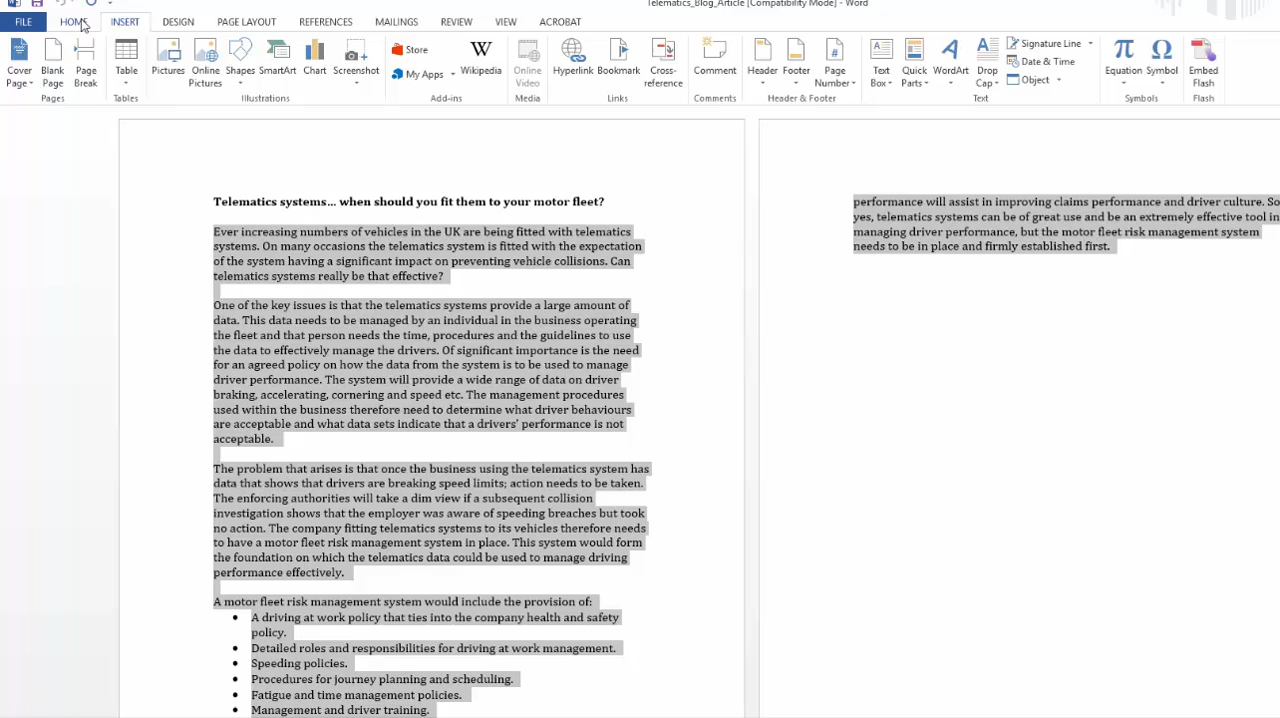 Telematics_Blog_Article [Compatibility Mode] - Word
FILE HOME INSERT DESIGN PAGE LAYOUT REFERENCES MAILINGS REVIEW VIEW ACROBAT
Cover Page
Blank Page
Page Break
Pages
Table
Tables
Pictures
Online Pictures
Shapes
SmartArt
Chart
Screenshot
Illustrations
Store
My Apps
W
Wikipedia
Add-ins
Online Video
Media
Hyperlink
Bookmark
Cross-reference
Links
Comment
Comments
Header
Footer
Page Number
Header & Footer
Text Box
Quick Parts
WordArt
Drop Cap
Signature Line
Date & Time
Object
Text
Equation
Symbol
Symbols
Embed Flash
Flash
Telematics systems... when should you fit them to your motor fleet?
Ever increasing numbers of vehicles in the UK are being fitted with telematics
systems. On many occasions the telematics system is fitted with the expectation
of the system having a significant impact on preventing vehicle collisions. Can
telematics systems really be that effective?
One of the key issues is that the telematics systems provide a large amount of
data. This data needs to be managed by an individual in the business operating
the fleet and that person needs the time, procedures and the guidelines to use
the data to effectively manage the drivers. Of significant importance is the need
for an agreed policy on how the data from the system is to be used to manage
driver performance. The system will provide a wide range of data on driver
braking, accelerating, cornering and speed etc. The management procedures
used within the business therefore need to determine what driver behaviours
are acceptable and what data sets indicate that a drivers' performance is not
acceptable.
The problem that arises is that once the business using the telematics system has
data that shows that drivers are breaking speed limits; action needs to be taken.
The enforcing authorities will take a dim view if a subsequent collision
investigation shows that the employer was aware of speeding breaches but took
no action. The company fitting telematics systems to its vehicles therefore needs
to have a motor fleet risk management system in place. This system would form
the foundation on which the telematics data could be used to manage driving
performance effectively.
A motor fleet risk management system would include the provision of:
• A driving at work policy that ties into the company health and safety
policy.
• Detailed roles and responsibilities for driving at work management.
• Speeding policies.
• Procedures for journey planning and scheduling.
• Fatigue and time management policies.
• Management and driver training.
performance will assist in improving claims performance and driver culture. So
yes, telematics systems can be of great use and be an extremely effective tool in
managing driver performance, but the motor fleet risk management system
needs to be in place and firmly established first.